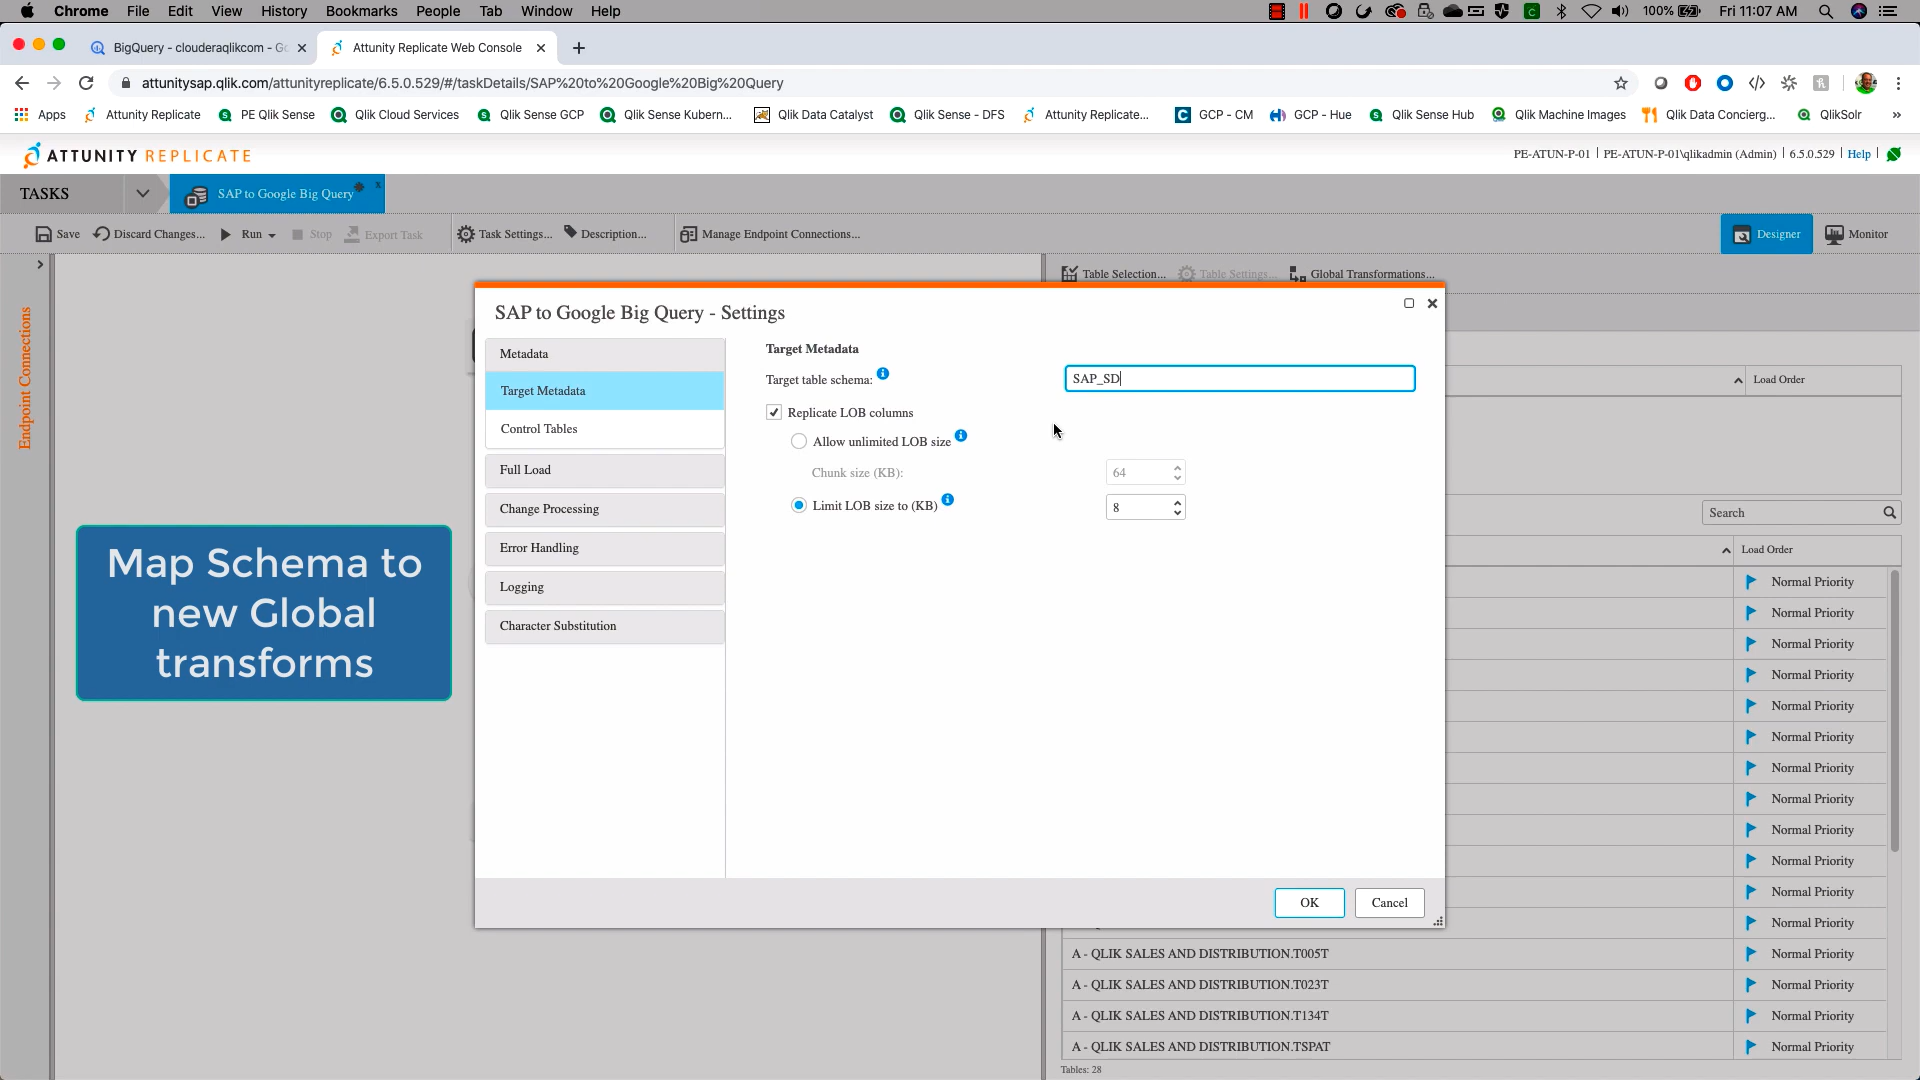 Chrome File Edit View History Bookmarks People Tab Window Help 100% Fri 11:07 AM
BigQuery - clouderaqlikcom - Go Attunity Replicate Web Console
attunitysap.qlik.com/attunityreplicate/6.5.0.529/#/taskDetails/SAP%20to%20Google%20Big%20Query
Apps Attunity Replicate PE Qlik Sense Qlik Cloud Services Qlik Sense GCP Qlik Sense Kubern... Qlik Data Catalyst Qlik Sense - DFS Attunity Replicate... GCP - CM GCP - Hue Qlik Sense Hub Qlik Machine Images Qlik Data Concierg... QlikSolr »
ATTUNITY REPLICATE PE-ATUN-P-01 | PE-ATUN-P-01\qlikadmin (Admin) | 6.5.0.529 | Help |
TASKS SAP to Google Big Query x
Save Discard Changes... Run Stop Export Task Task Settings... Description... Manage Endpoint Connections... Designer Monitor
Endpoint Connections
Table Selection... Table Settings... Global Transformations...
SAP to Google Big Query - Settings
Metadata
Target Metadata
Control Tables
Full Load
Change Processing
Error Handling
Logging
Character Substitution
Target Metadata
Target table schema: SAP_SD
Replicate LOB columns
Allow unlimited LOB size
Chunk size (KB): 64
Limit LOB size to (KB) 8
OK Cancel
Map Schema to
new Global
transforms
Load Order
Search
Load Order
Normal Priority
Normal Priority
Normal Priority
Normal Priority
Normal Priority
Normal Priority
Normal Priority
Normal Priority
Normal Priority
Normal Priority
Normal Priority
Normal Priority
A - QLIK SALES AND DISTRIBUTION.T005T Normal Priority
A - QLIK SALES AND DISTRIBUTION.T023T Normal Priority
A - QLIK SALES AND DISTRIBUTION.T134T Normal Priority
A - QLIK SALES AND DISTRIBUTION.TSPAT Normal Priority
Tables: 28